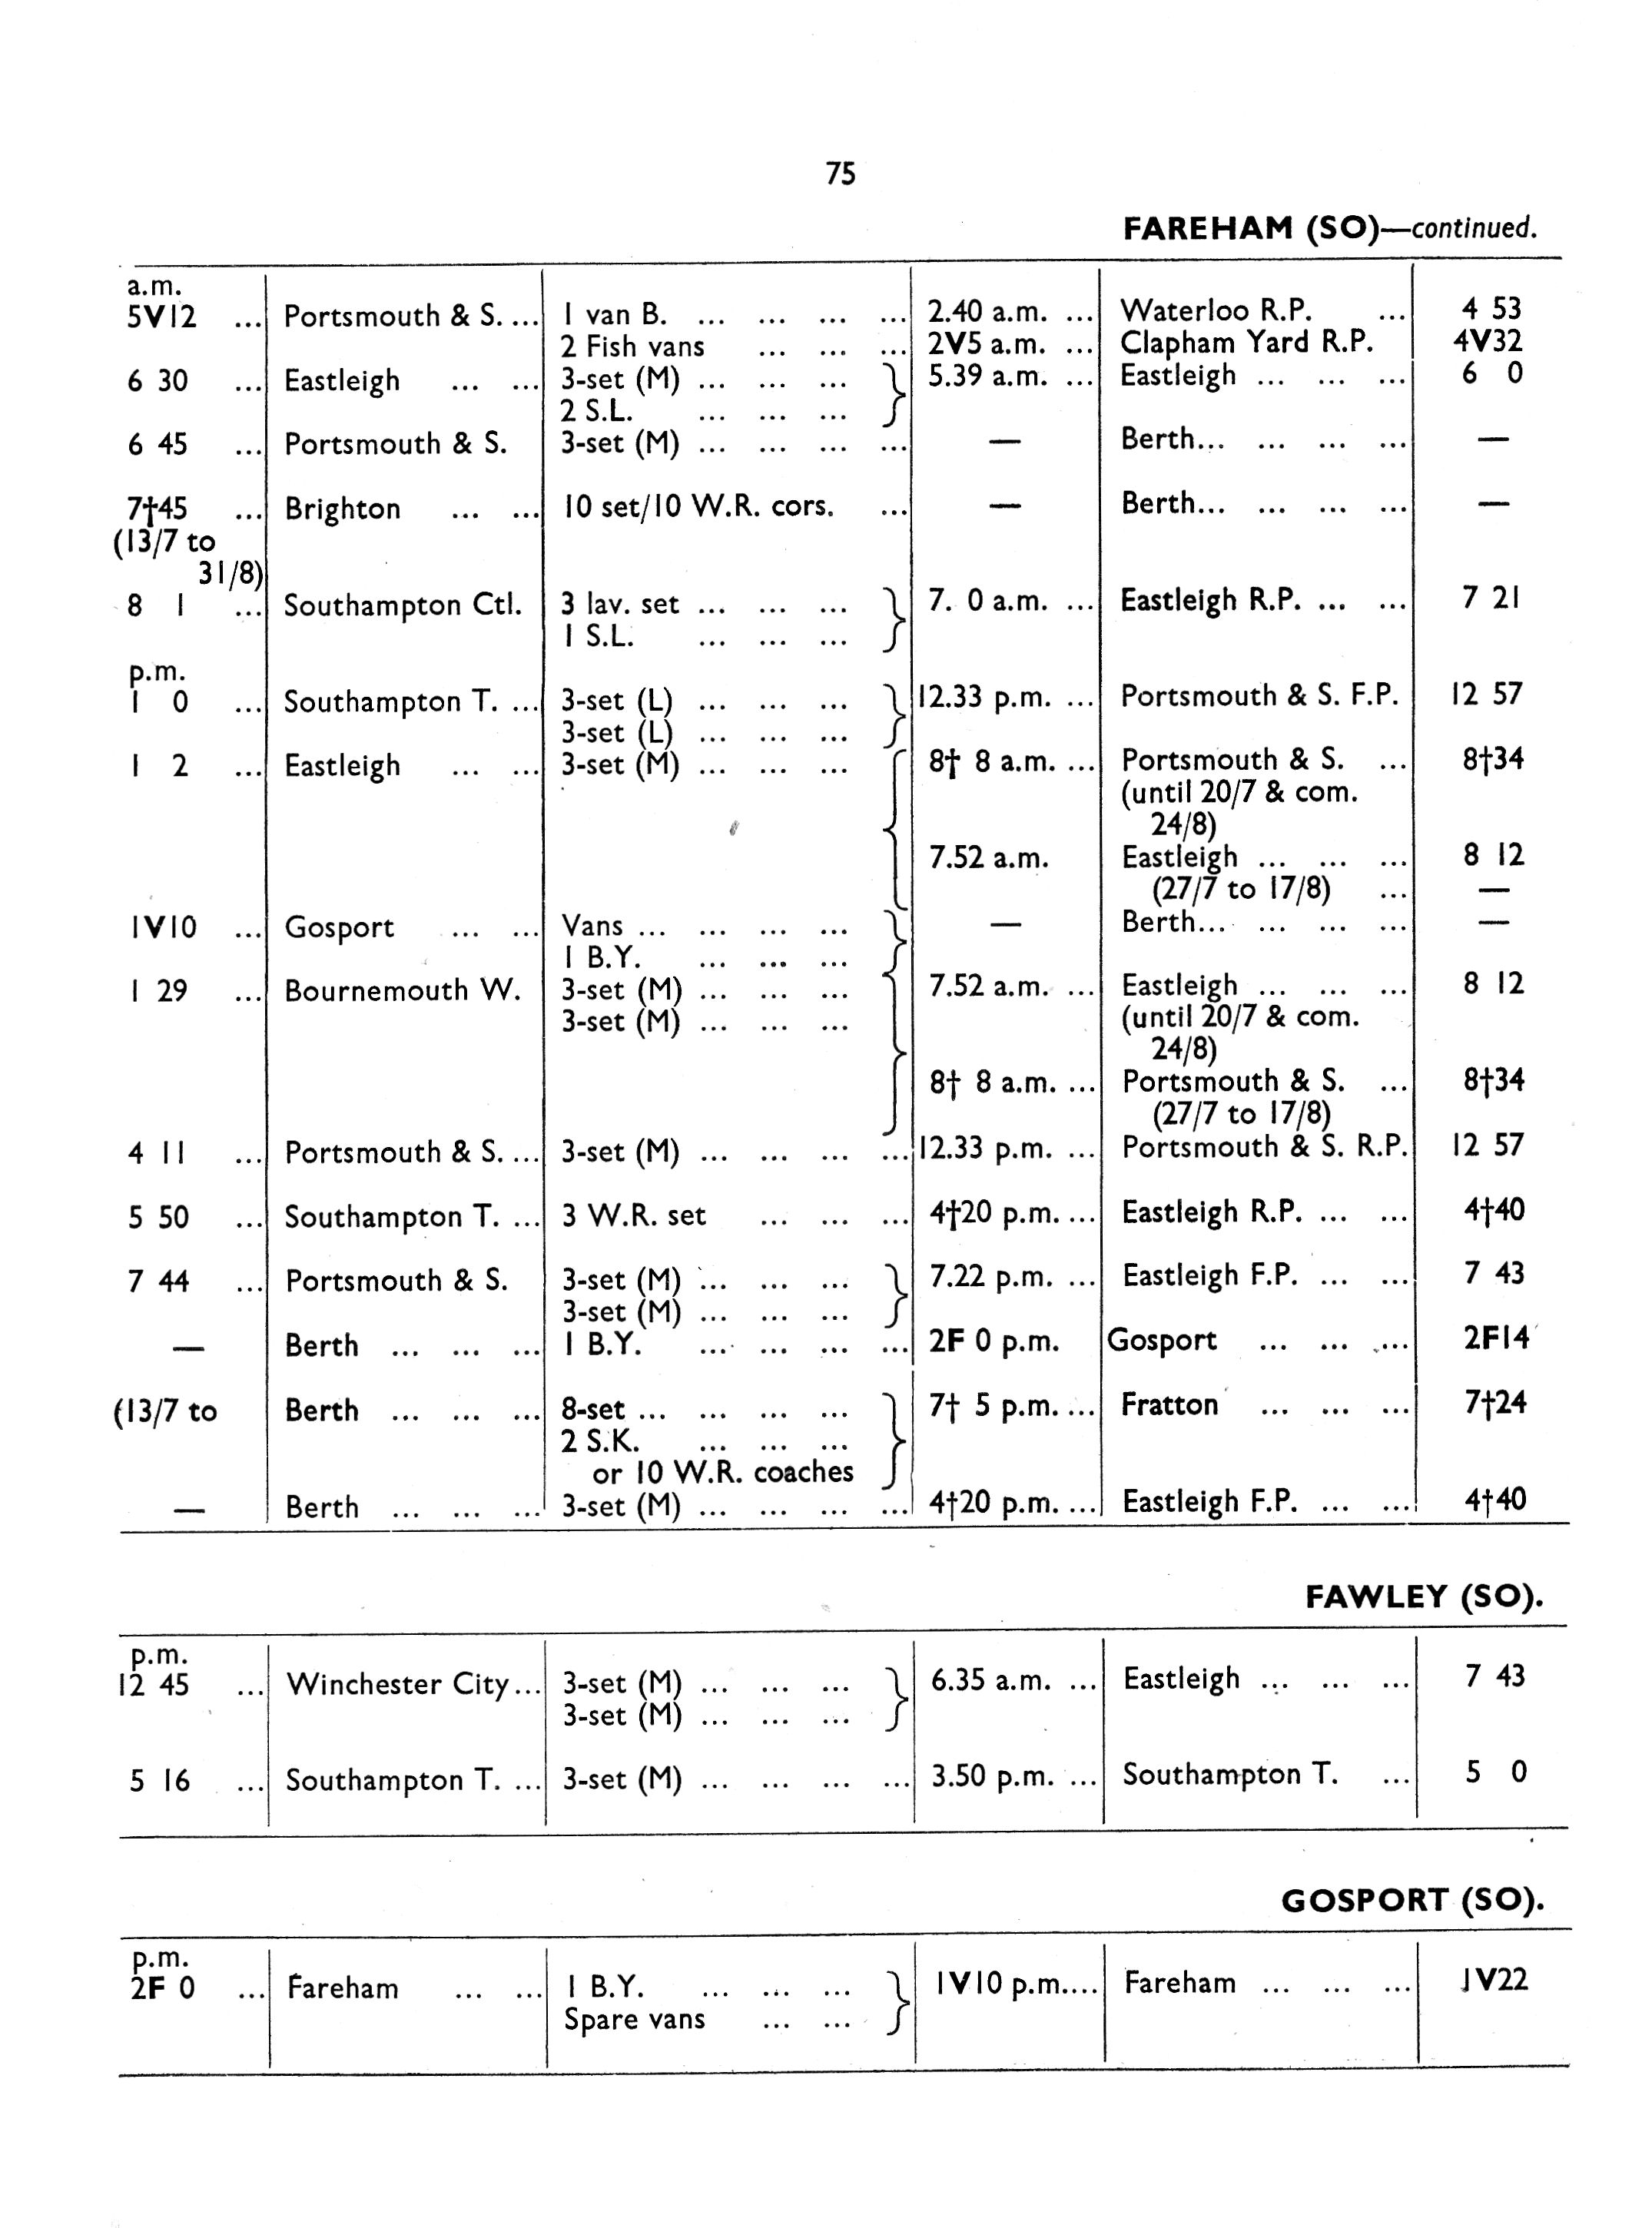 75
FAREHAM (SO)—continued.
a.m.
5V12 ... Portsmouth & S. ... 1 van B. ... ... ... ... 2.40 a.m. ... Waterloo R.P. ... 4 53
2 Fish vans ... ... ... 2V5 a.m. ... Clapham Yard R.P. 4V32
6 30 ... Eastleigh ... ... 3-set (M) ... ... ... } 5.39 a.m. ... Eastleigh ... ... ... 6 0
2 S.L. ... ... ...
6 45 ... Portsmouth & S. 3-set (M) ... ... ... ... — Berth... ... ... ... —
7†45 ... Brighton ... ... 10 set/10 W.R. cors. ... — Berth... ... ... ... —
(13/7 to
31/8)
8 1 ... Southampton Ctl. 3 lav. set ... ... ... } 7. 0 a.m. ... Eastleigh R.P. ... ... 7 21
1 S.L. ... ... ...
p.m.
1 0 ... Southampton T. ... 3-set (L) ... ... ... } 12.33 p.m. ... Portsmouth & S. F.P. 12 57
3-set (L) ... ... ...
1 2 ... Eastleigh ... ... 3-set (M) ... ... ... { 8† 8 a.m. ... Portsmouth & S. ... 8†34
(until 20/7 & com.
24/8)
7.52 a.m. Eastleigh ... ... ... 8 12
(27/7 to 17/8) ... —
1V10 ... Gosport ... ... Vans ... ... ... ... } — Berth... ... ... ... —
1 B.Y. ... ... ...
1 29 ... Bournemouth W. 3-set (M) ... ... ... } 7.52 a.m. ... Eastleigh ... ... ... 8 12
3-set (M) ... ... ... (until 20/7 & com.
24/8)
8† 8 a.m. ... Portsmouth & S. ... 8†34
(27/7 to 17/8)
4 11 ... Portsmouth & S. ... 3-set (M) ... ... ... ... 12.33 p.m. ... Portsmouth & S. R.P. 12 57
5 50 ... Southampton T. ... 3 W.R. set ... ... ... 4†20 p.m. ... Eastleigh R.P. ... ... 4†40
7 44 ... Portsmouth & S. 3-set (M) ... ... ... } 7.22 p.m. ... Eastleigh F.P. ... ... 7 43
3-set (M) ... ... ...
— Berth ... ... ... 1 B.Y. ... ... ... ... 2F 0 p.m. Gosport ... ... ... 2F14
(13/7 to Berth ... ... ... 8-set ... ... ... ... } 7† 5 p.m. ... Fratton ... ... ... 7†24
2 S.K. ... ... ...
or 10 W.R. coaches
— Berth ... ... ... 3-set (M) ... ... ... ... 4†20 p.m. ... Eastleigh F.P. ... ... 4†40
FAWLEY (SO).
p.m.
12 45 ... Winchester City ... 3-set (M) ... ... ... } 6.35 a.m. ... Eastleigh ... ... ... 7 43
3-set (M) ... ... ...
5 16 ... Southampton T. ... 3-set (M) ... ... ... ... 3.50 p.m. ... Southampton T. ... 5 0
GOSPORT (SO).
p.m.
2F 0 ... Fareham ... ... 1 B.Y. ... ... ... } 1V10 p.m.... Fareham ... ... ... 1V22
Spare vans ... ...